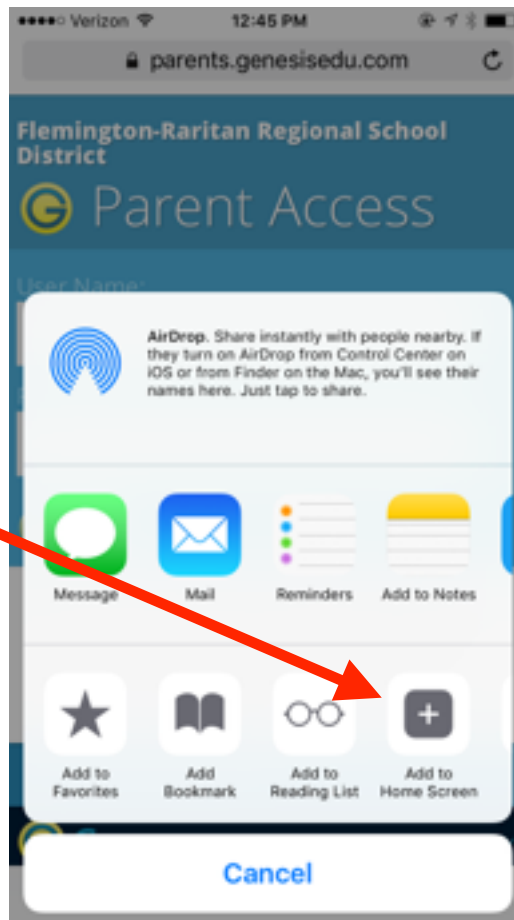 Verizon 12:45 PM
parents.genesisedu.com
Flemington-Raritan Regional School
District
G Parent Access
User Name:
AirDrop. Share instantly with people nearby. If
they turn on AirDrop from Control Center on
iOS or from Finder on the Mac, you'll see their
names here. Just tap to share.
Message Mail Reminders Add to Notes
Add to Favorites Add Bookmark Add to Reading List Add to Home Screen
Cancel